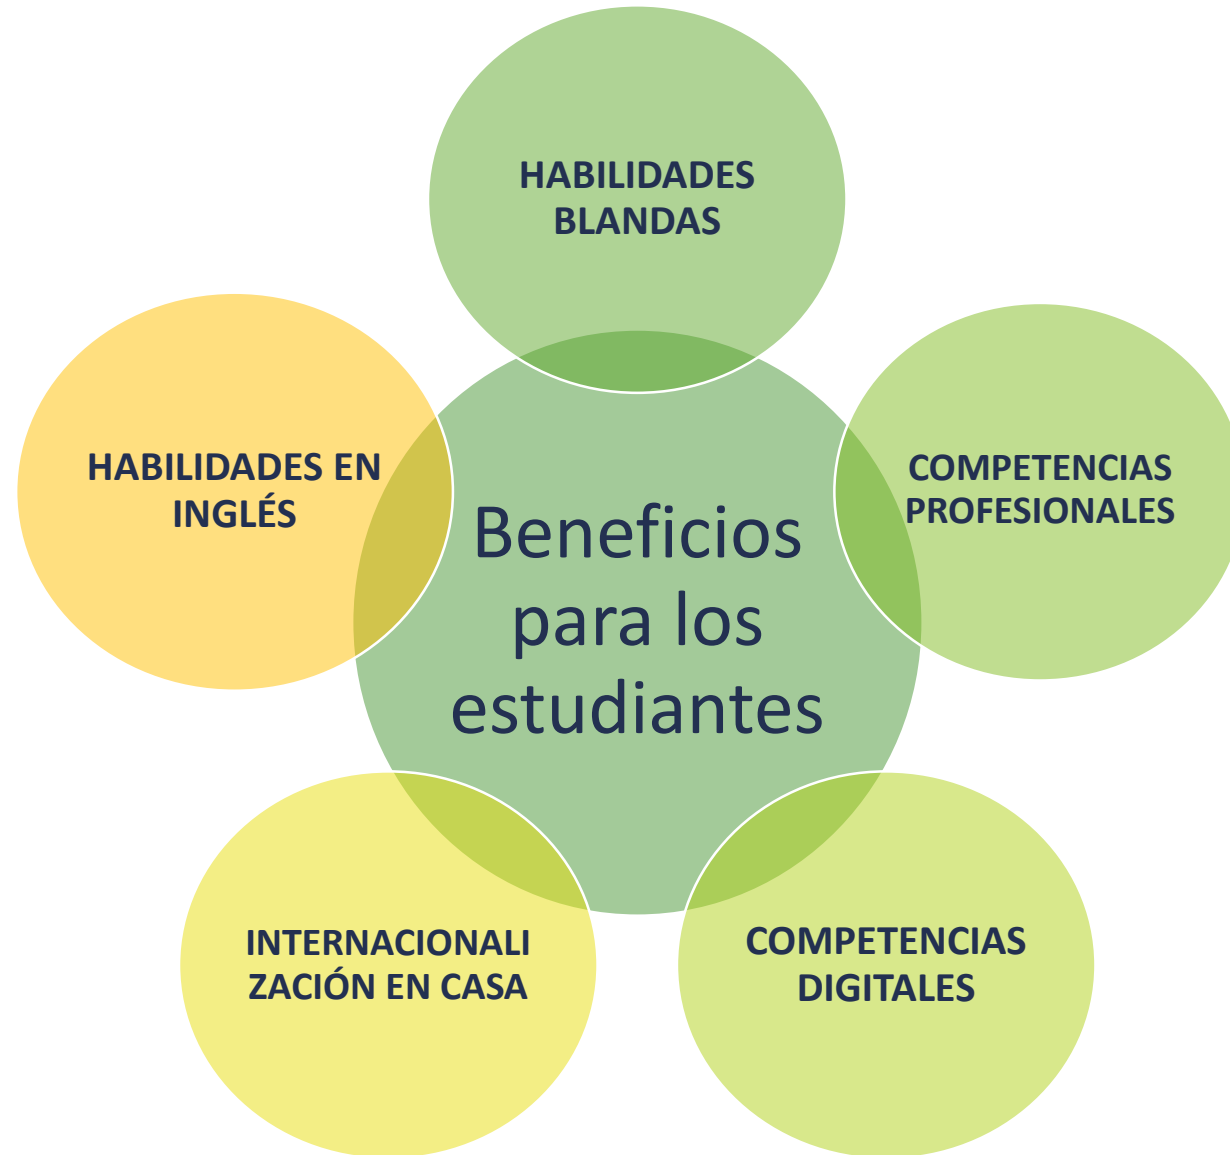 HABILIDADES
BLANDAS
HABILIDADES EN
INGLÉS
COMPETENCIAS
PROFESIONALES
Beneficios
para los
estudiantes
INTERNACIONALI
ZACIÓN EN CASA
COMPETENCIAS
DIGITALES